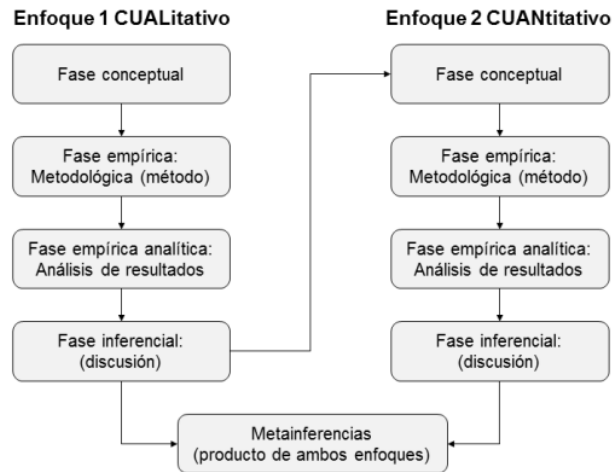 Enfoque 1 CUALitativo
Fase conceptual
Fase empírica:
Metodológica (método)
Fase empírica analítica:
Análisis de resultados
Fase inferencial:
(discusión)
Enfoque 2 CUANtitativo
Fase conceptual
Fase empírica:
Metodológica (método)
Fase empírica analítica:
Análisis de resultados
Fase inferencial:
(discusión)
Metainferencias
(producto de ambos enfoques)